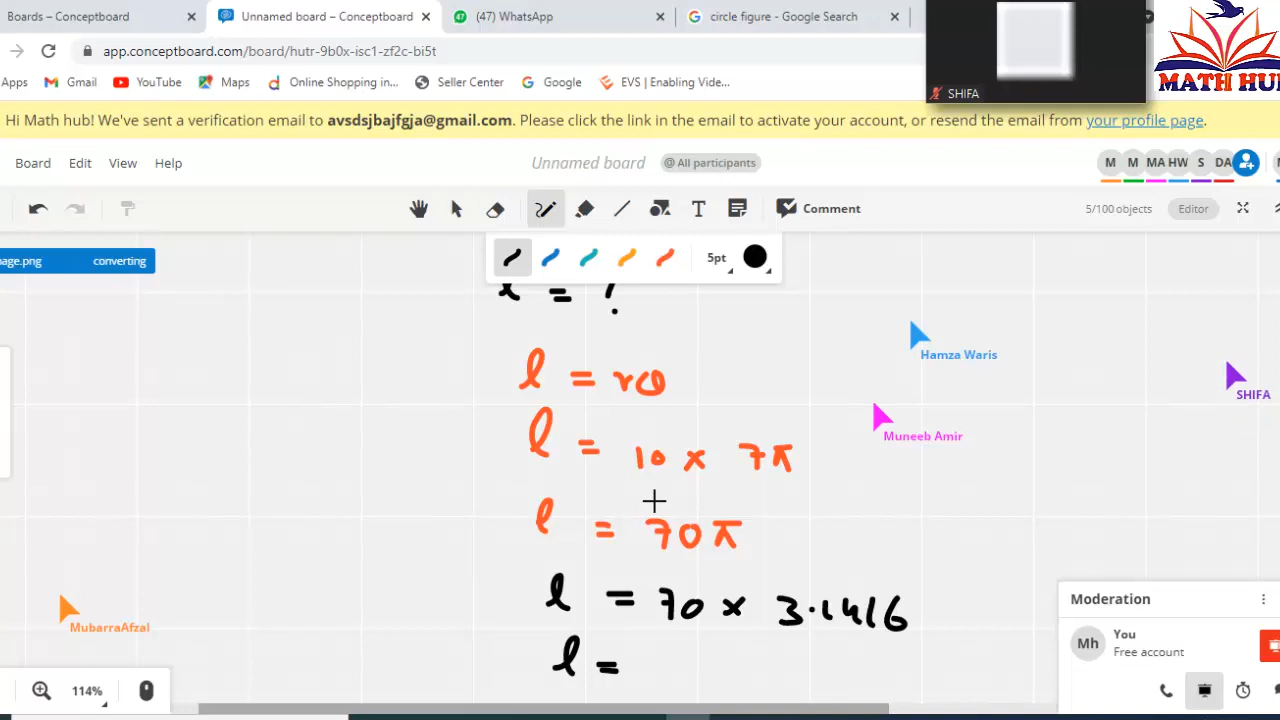 Boards – Conceptboard
Unnamed board – Conceptboard
(47) WhatsApp
circle figure - Google Search
app.conceptboard.com/board/hutr-9b0x-isc1-zf2c-bi5t
Apps Gmail YouTube Maps Online Shopping in... Seller Center Google EVS | Enabling Vide...
SHIFA
MATH HUB
Hi Math hub! We've sent a verification email to avsdsjbajfgja@gmail.com. Please click the link in the email to activate your account, or resend the email from your profile page.
Board Edit View Help
Unnamed board @ All participants
M M MA HW S DA
Comment
5/100 objects Editor
age.png converting
5pt
l = ?
l = rθ
l = 10 × 7π
l = 70π
l = 70 × 3.1416
l =
Hamza Waris
SHIFA
Muneeb Amir
MubarraAfzal
Moderation
Mh You
Free account
114%